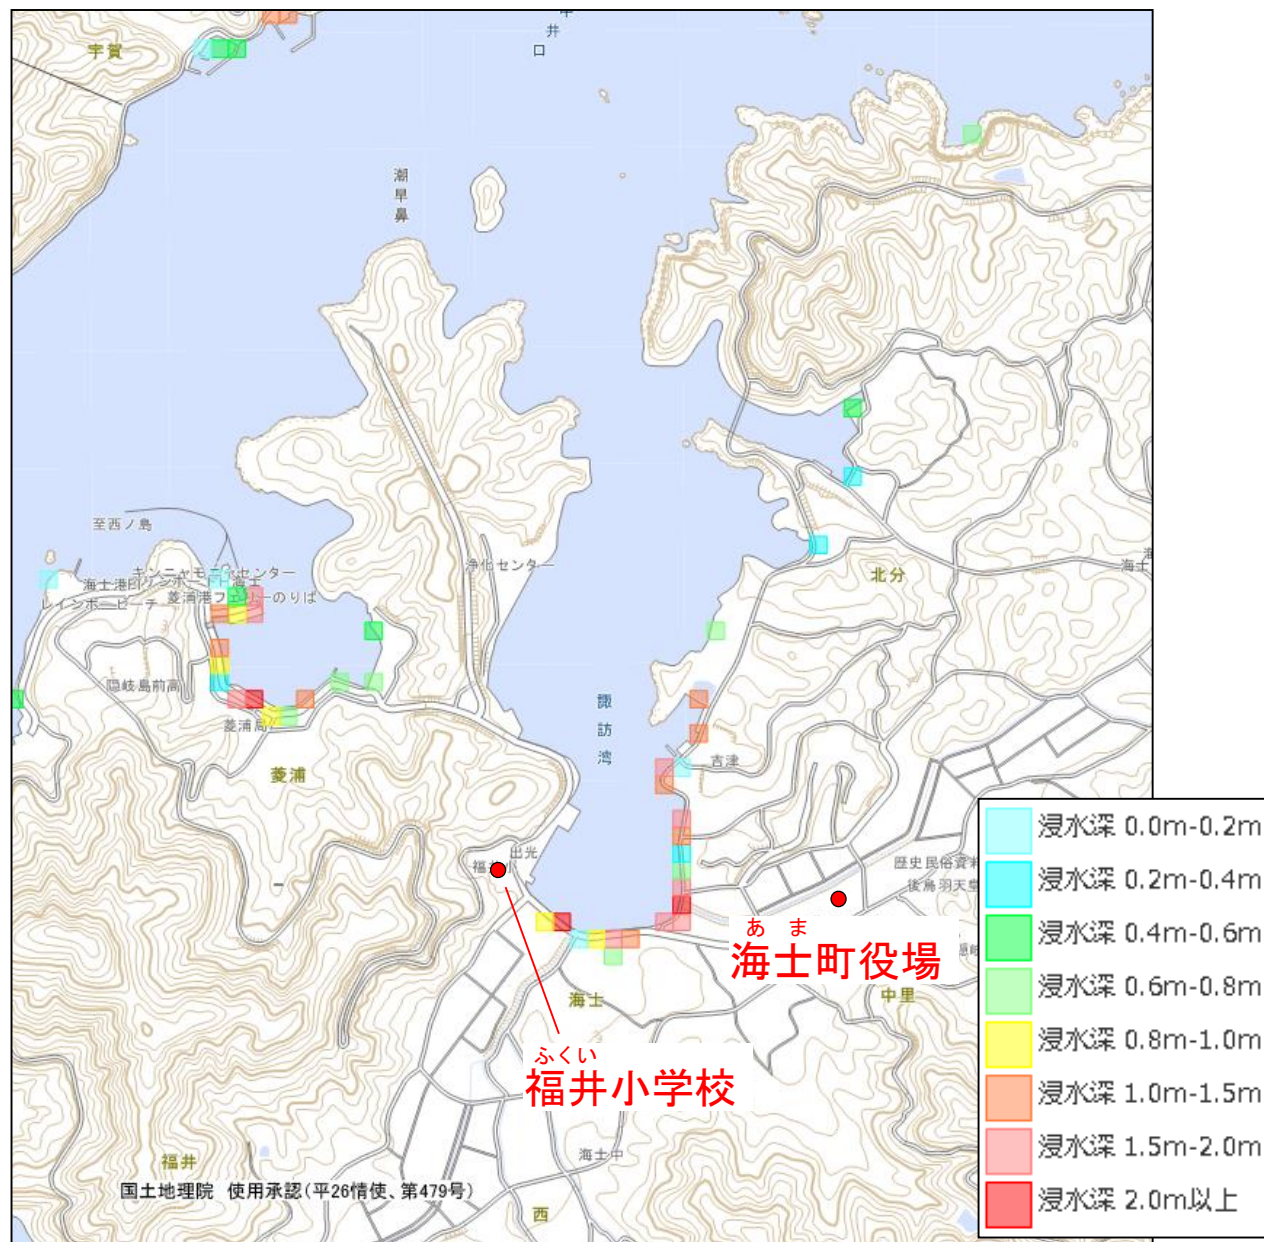 井
口
宇賀
潮早鼻
至西ノ島
キンニャモニャセンター
レインボービーチ
菱浦港フェリーのりば
浄化センター
北分
海士
隠岐島前高
諏訪湾
菱浦局
吉津
菱浦
出光
福井小
歴史民俗資料
後鳥羽天皇
あま
海士町役場
中里
海士
ふくい
福井小学校
海士中
福井
国土地理院 使用承認(平26情使、第479号)
西
浸水深 0.0m-0.2m
浸水深 0.2m-0.4m
浸水深 0.4m-0.6m
浸水深 0.6m-0.8m
浸水深 0.8m-1.0m
浸水深 1.0m-1.5m
浸水深 1.5m-2.0m
浸水深 2.0m以上